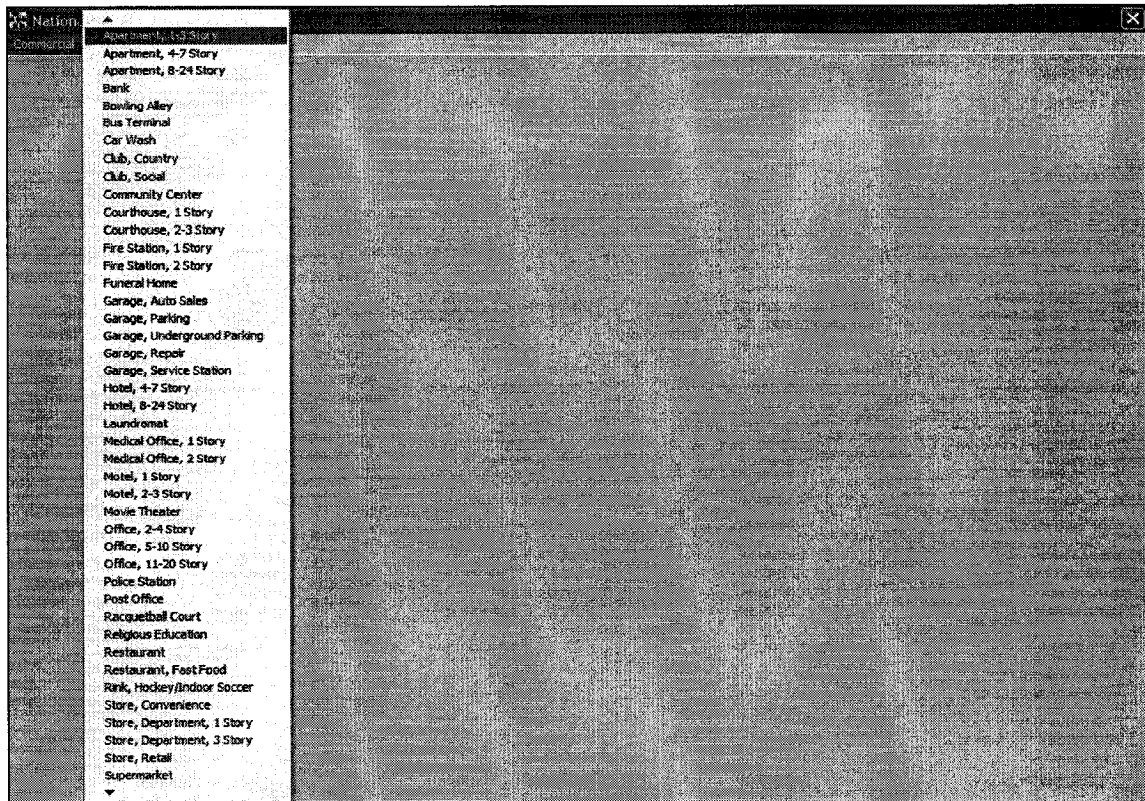 Nation
Commercial
Apartment, 1-3 Story
Apartment, 4-7 Story
Apartment, 8-24 Story
Bank
Bowling Alley
Bus Terminal
Car Wash
Club, Country
Club, Social
Community Center
Courthouse, 1 Story
Courthouse, 2-3 Story
Fire Station, 1 Story
Fire Station, 2 Story
Funeral Home
Garage, Auto Sales
Garage, Parking
Garage, Underground Parking
Garage, Repair
Garage, Service Station
Hotel, 4-7 Story
Hotel, 8-24 Story
Laundromat
Medical Office, 1 Story
Medical Office, 2 Story
Motel, 1 Story
Motel, 2-3 Story
Movie Theater
Office, 2-4 Story
Office, 5-10 Story
Office, 11-20 Story
Police Station
Post Office
Racquetball Court
Religious Education
Restaurant
Restaurant, Fast Food
Rink, Hockey/Indoor Soccer
Store, Convenience
Store, Department, 1 Story
Store, Department, 3 Story
Store, Retail
Supermarket